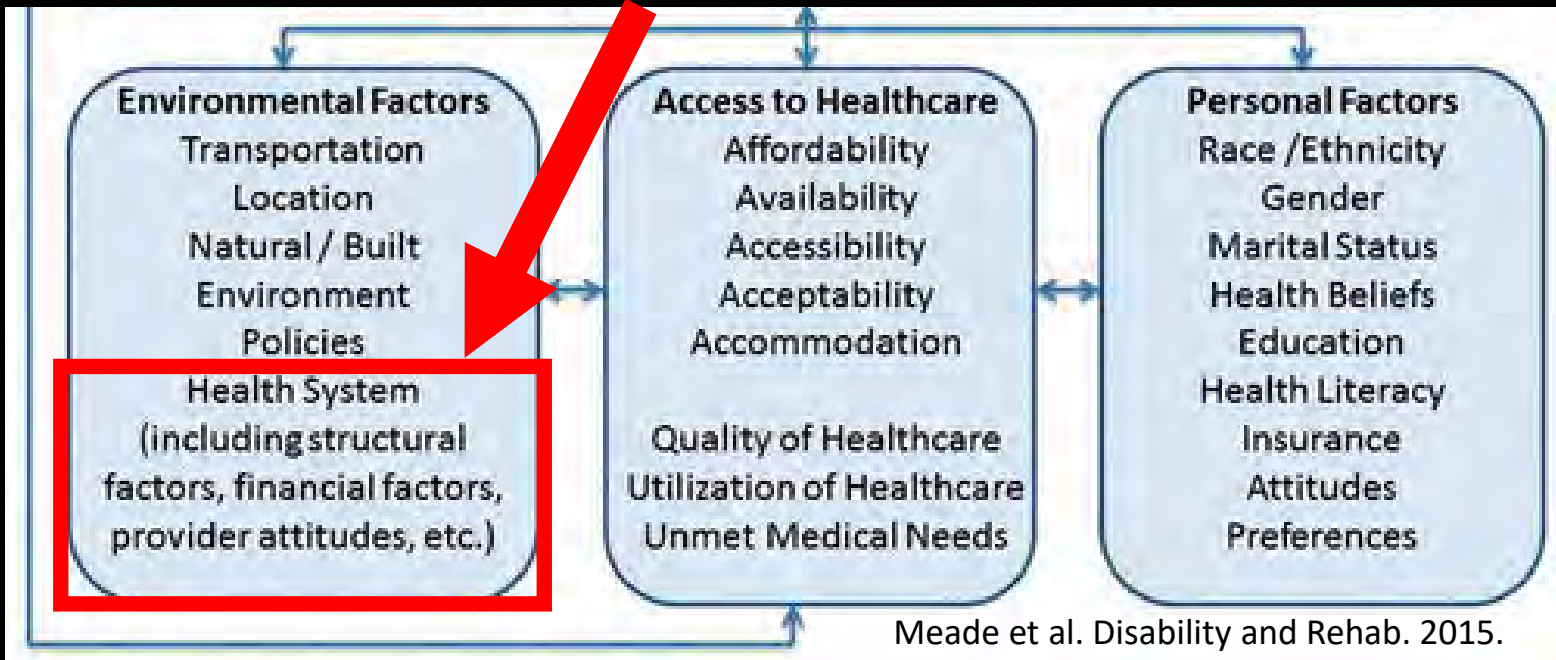 Environmental Factors
Transportation
Location
Natural / Built
Environment
Policies
Health System
(including structural
factors, financial factors,
provider attitudes, etc.)
Access to Healthcare
Affordability
Availability
Accessibility
Acceptability
Accommodation
Quality of Healthcare
Utilization of Healthcare
Unmet Medical Needs
Personal Factors
Race /Ethnicity
Gender
Marital Status
Health Beliefs
Education
Health Literacy
Insurance
Attitudes
Preferences
Meade et al. Disability and Rehab. 2015.